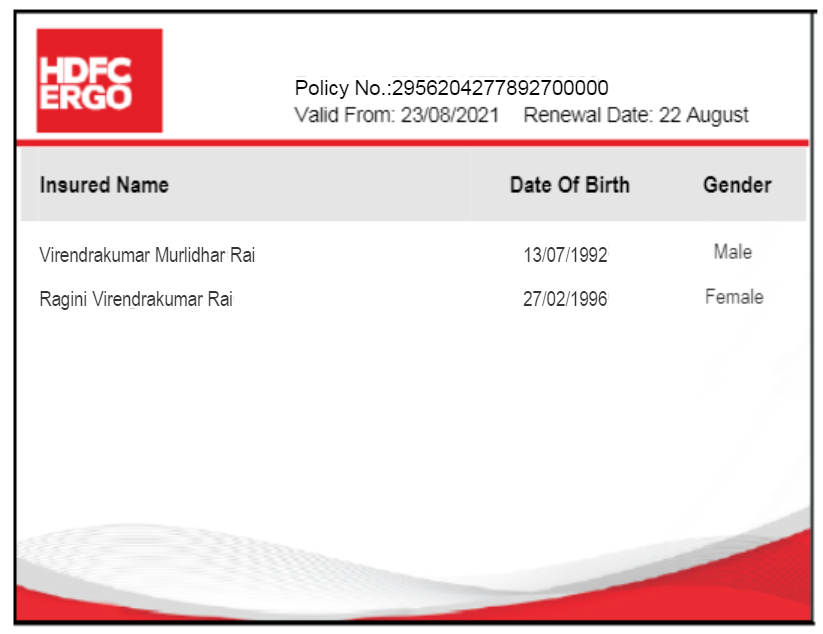 HDFC
ERGO
Policy No.:2956204277892700000
Valid From: 23/08/2021 Renewal Date: 22 August
Insured Name Date Of Birth Gender
Virendrakumar Murlidhar Rai 13/07/1992 Male
Ragini Virendrakumar Rai 27/02/1996 Female